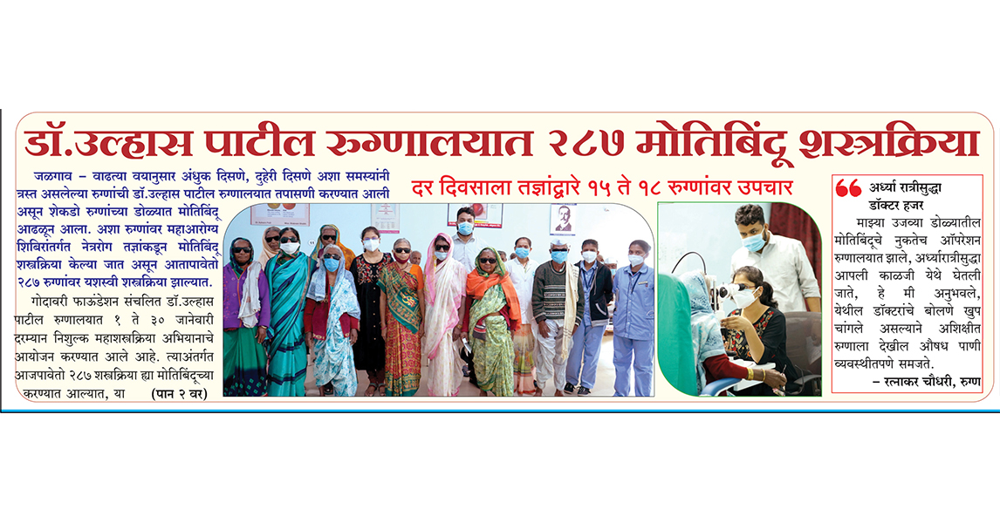 डॉ.उल्हास पाटील रुग्णालयात २८७ मोतिबिंदू शस्त्रक्रिया
जळगाव – वाढत्या वयानुसार अंधुक दिसणे, दुहेरी दिसणे अशा समस्यांनी
त्रस्त असलेल्या रुग्णांची डॉ.उल्हास पाटील रुग्णालयात तपासणी करण्यात आली
असून शेकडो रुग्णांच्या डोळ्यात मोतिबिंदू
आढळून आला. अशा रुग्णांवर महाआरोग्य
शिबिरांतर्गत नेत्ररोग तज्ञांकडून मोतिबिंदू
शस्त्रक्रिया केल्या जात असून आतापावेतो
२८७ रुग्णांवर यशस्वी शस्त्रक्रिया झाल्यात.
गोदावरी फाऊंडेशन संचलित डॉ.उल्हास
पाटील रुग्णालयात १ ते ३० जानेवारी
दरम्यान निशुल्क महाशस्त्रक्रिया अभियानाचे
आयोजन करण्यात आले आहे. त्याअंतर्गत
आजपावेतो २८७ शस्त्रक्रिया ह्या मोतिबिंदूच्या
करण्यात आल्यात, या (पान २ वर)
दर दिवसाला तज्ञांद्वारे १५ ते १८ रुग्णांवर उपचार
❝ अर्ध्या रात्रीसुद्धा
डॉक्टर हजर
माझ्या उजव्या डोळ्यातील
मोतिबिंदूचे नुकतेच ऑपरेशन
रुग्णालयात झाले, अर्ध्यारात्रीसुद्धा
आपली काळजी येथे घेतली
जाते, हे मी अनुभवले,
येथील डॉक्टरांचे बोलणे खुप
चांगले असल्याने अशिक्षीत
रुग्णाला देखील औषध पाणी
व्यवस्थीतपणे समजते.
– रत्नाकर चौधरी, रुग्ण